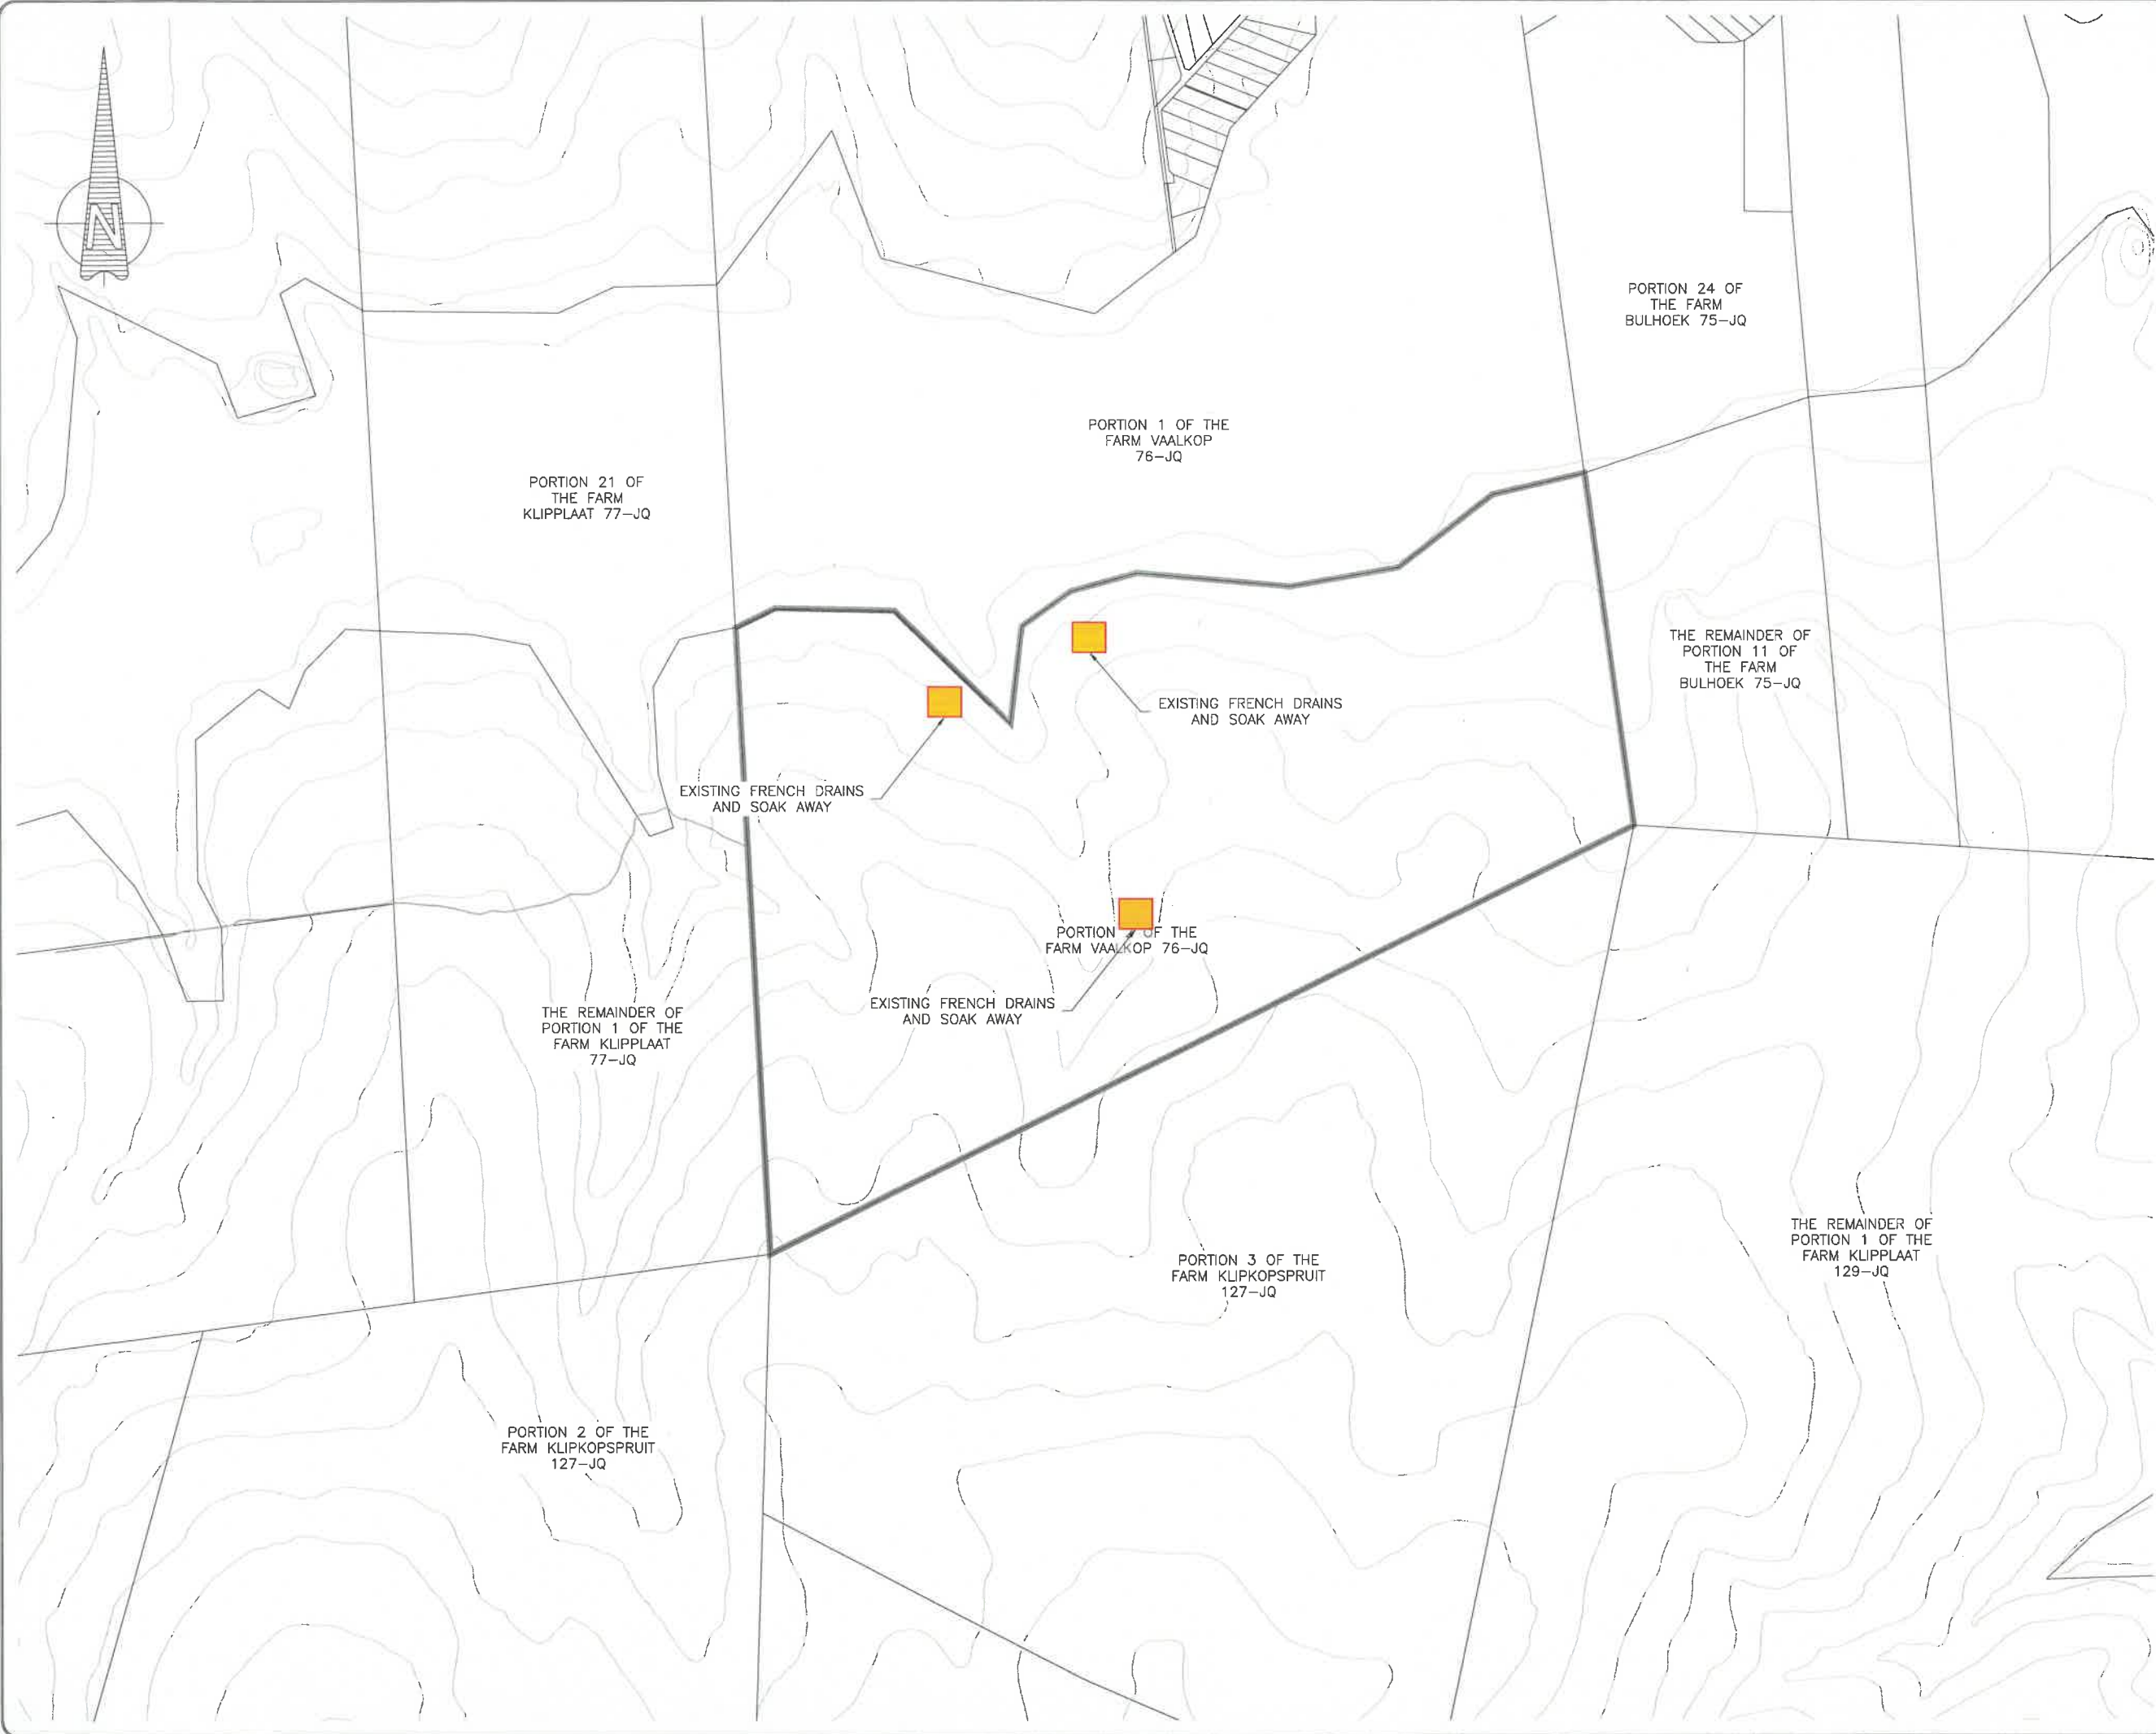 N
PORTION 24 OF
THE FARM
BULHOEK 75-JQ
PORTION 1 OF THE
FARM VAALKOP
76-JQ
PORTION 21 OF
THE FARM
KLIPPLAAT 77-JQ
THE REMAINDER OF
PORTION 11 OF
THE FARM
BULHOEK 75-JQ
EXISTING FRENCH DRAINS
AND SOAK AWAY
EXISTING FRENCH DRAINS
AND SOAK AWAY
PORTION OF THE
FARM VAALKOP 76-JQ
EXISTING FRENCH DRAINS
AND SOAK AWAY
THE REMAINDER OF
PORTION 1 OF THE
FARM KLIPPLAAT
77-JQ
THE REMAINDER OF
PORTION 1 OF THE
FARM KLIPPLAAT
129-JQ
PORTION 3 OF THE
FARM KLIPKOPSPRUIT
127-JQ
PORTION 2 OF THE
FARM KLIPKOPSPRUIT
127-JQ